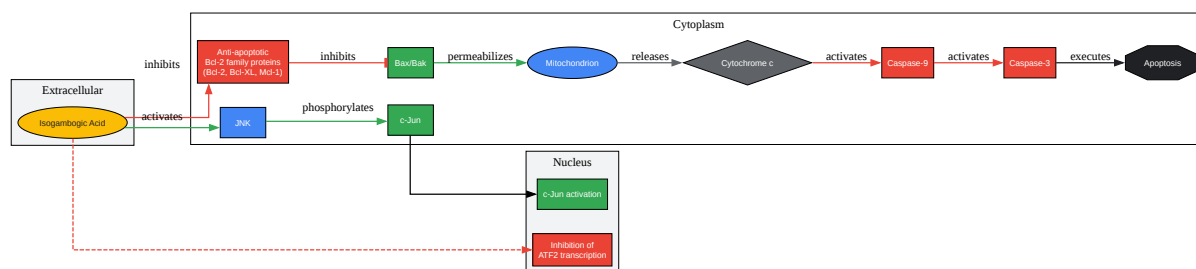 Cytoplasm
Anti-apoptotic
Bcl-2 family proteins
(Bcl-2, Bcl-XL, Mcl-1)
inhibits
Bax/Bak
permeabilizes
Mitochondrion
releases
Cytochrome c
activates
Caspase-9
activates
Caspase-3
executes
Apoptosis
inhibits
Extracellular
Isogambogic Acid
activates
JNK
phosphorylates
c-Jun
Nucleus
c-Jun activation
Inhibition of
ATF2 transcription